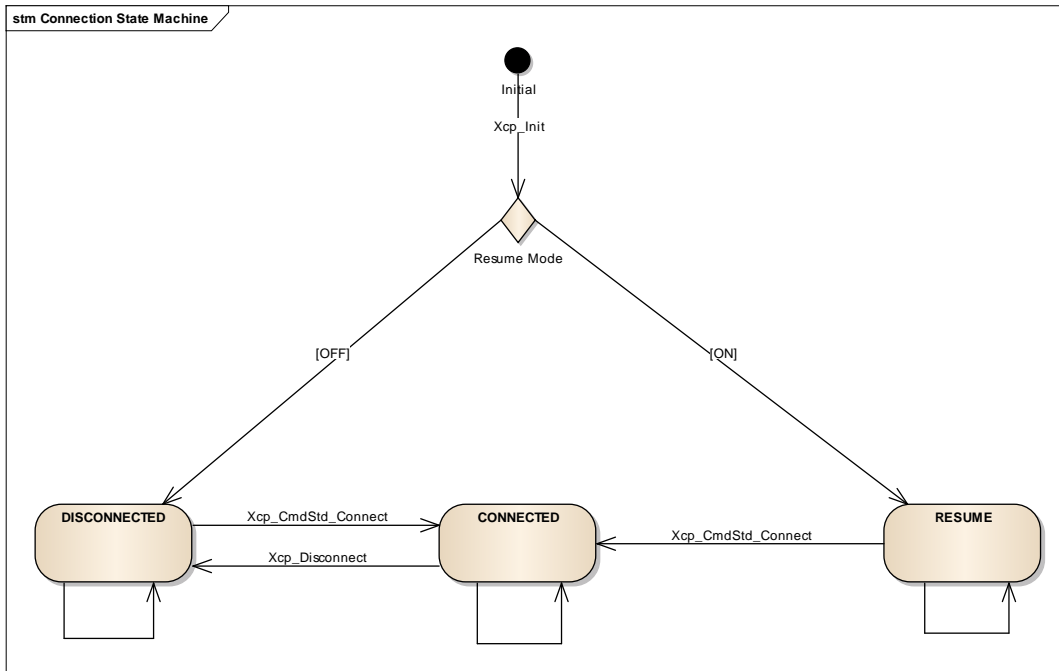 stm Connection State Machine
Initial
Xcp_Init
Resume Mode
[OFF]
[ON]
DISCONNECTED
Xcp_CmdStd_Connect
CONNECTED
RESUME
Xcp_CmdStd_Connect
Xcp_Disconnect